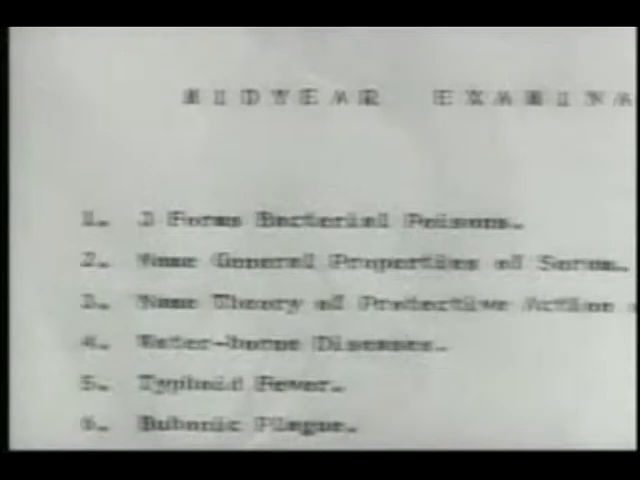 MIDYEAR EXAMINA
1. 3 Forms Bacterial Poisons.
2. Name General Properties of Serum.
3. Name Theory of Protective Action
4. Water-borne Diseases.
5. Typhoid Fever.
6. Bubonic Plague.